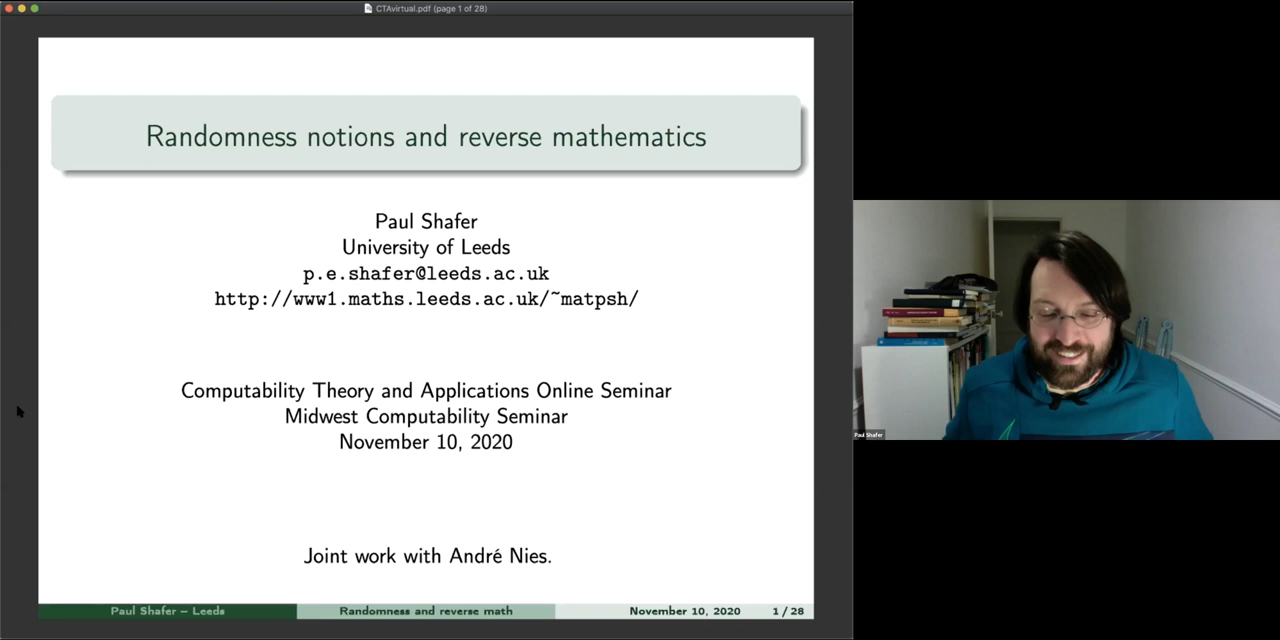 CTAvirtual.pdf (page 1 of 28)
Randomness notions and reverse mathematics
Paul Shafer
University of Leeds
p.e.shafer@leeds.ac.uk
http://www1.maths.leeds.ac.uk/~matpsh/
Computability Theory and Applications Online Seminar
Midwest Computability Seminar
November 10, 2020
Joint work with André Nies.
Paul Shafer – Leeds
Randomness and reverse math
November 10, 2020
1 / 28
Paul Shafer